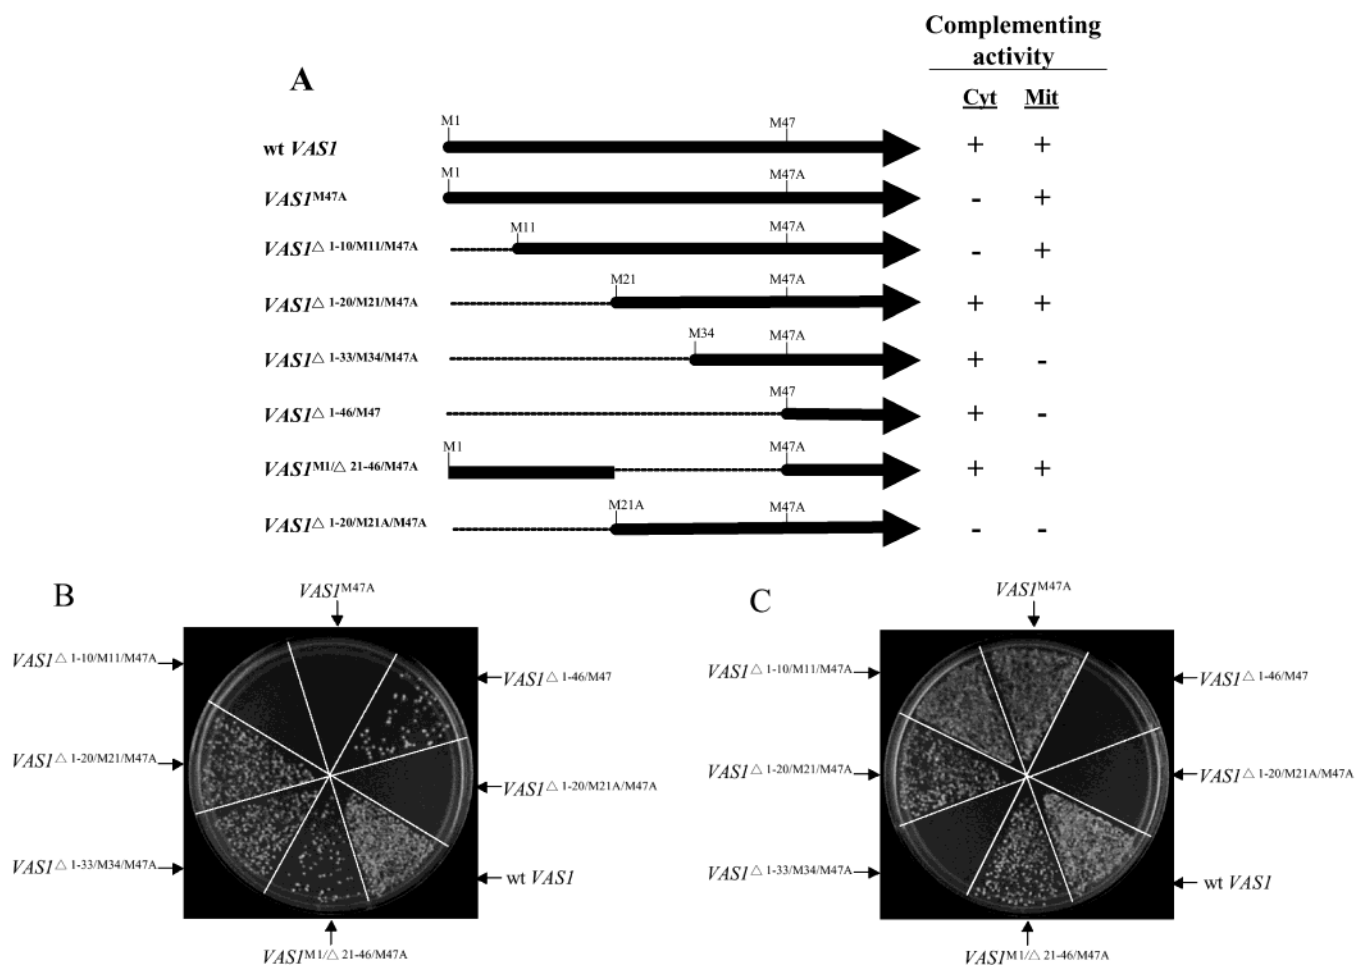 Complementing
activity
A
Cyt Mit
M1 M47
wt VAS1 + +
M1 M47A
VAS1M47A - +
M11 M47A
VAS1△ 1-10/M11/M47A - +
M21 M47A
VAS1△ 1-20/M21/M47A + +
M34 M47A
VAS1△ 1-33/M34/M47A + -
M47
VAS1△ 1-46/M47 + -
M1 M47A
VAS1M1/△ 21-46/M47A + +
M21A M47A
VAS1△ 1-20/M21A/M47A - -
B
VAS1M47A
VAS1△ 1-10/M11/M47A
VAS1△ 1-46/M47
VAS1△ 1-20/M21/M47A
VAS1△ 1-20/M21A/M47A
VAS1△ 1-33/M34/M47A
wt VAS1
VAS1M1/△ 21-46/M47A
C
VAS1M47A
VAS1△ 1-10/M11/M47A
VAS1△ 1-46/M47
VAS1△ 1-20/M21/M47A
VAS1△ 1-20/M21A/M47A
VAS1△ 1-33/M34/M47A
wt VAS1
VAS1M1/△ 21-46/M47A